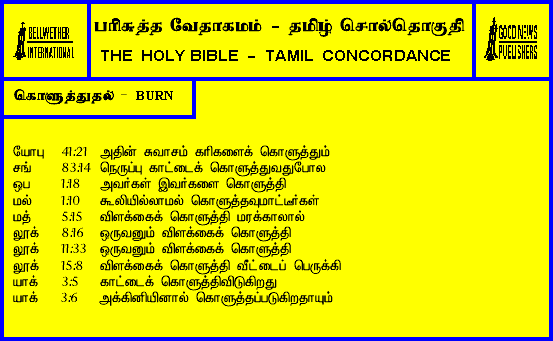 BELLWETHER
INTERNATIONAL
பரிசுத்த வேதாகமம் - தமிழ் சொல்தொகுதி
THE HOLY BIBLE - TAMIL CONCORDANCE
GOOD NEWS
PUBLISHERS
கொளுத்துதல் - BURN
யோபு 41:21 அதின் சுவாசம் கரிகளைக் கொளுத்தும்
சங் 83:14 நெருப்பு காட்டைக் கொளுத்துவதுபோல
ஒப 1:18 அவர்கள் இவர்களை கொளுத்தி
மல் 1:10 கூலியில்லாமல் கொளுத்தவுமாட்டீர்கள்
மத் 5:15 விளக்கைக் கொளுத்தி மரக்காலால்
லூக் 8:16 ஒருவனும் விளக்கைக் கொளுத்தி
லூக் 11:33 ஒருவனும் விளக்கைக் கொளுத்தி
லூக் 15:8 விளக்கைக் கொளுத்தி வீட்டைப் பெருக்கி
யாக் 3:5 காட்டைக் கொளுத்திவிடுகிறது
யாக் 3:6 அக்கினியினால் கொளுத்தப்படுகிறதாயும்